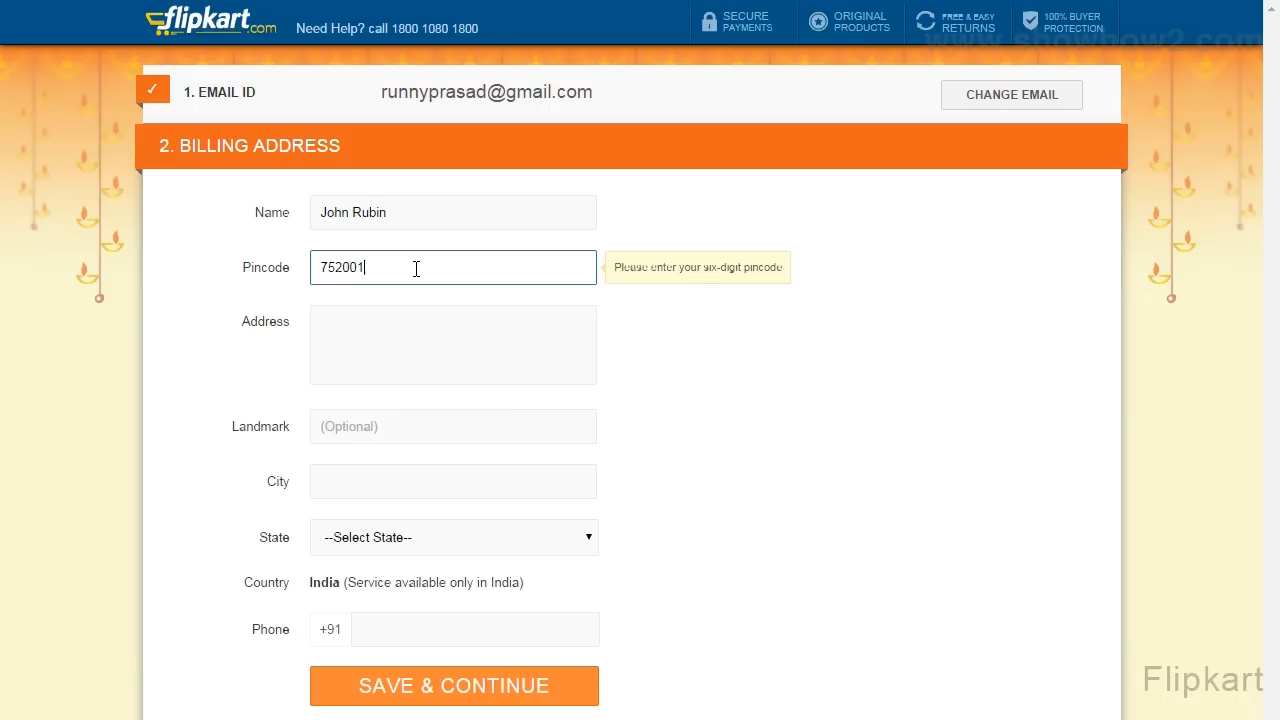 flipkart.com
Need Help? call 1800 1080 1800
SECURE
PAYMENTS
ORIGINAL
PRODUCTS
FREE & EASY
RETURNS
100% BUYER
PROTECTION
www.showhow2.com
1. EMAIL ID
runnyprasad@gmail.com
CHANGE EMAIL
2. BILLING ADDRESS
Name
John Rubin
Pincode
752001
Please enter your six-digit pincode
Address
Landmark
(Optional)
City
State
--Select State--
Country
India (Service available only in India)
Phone
+91
SAVE & CONTINUE
Flipkart